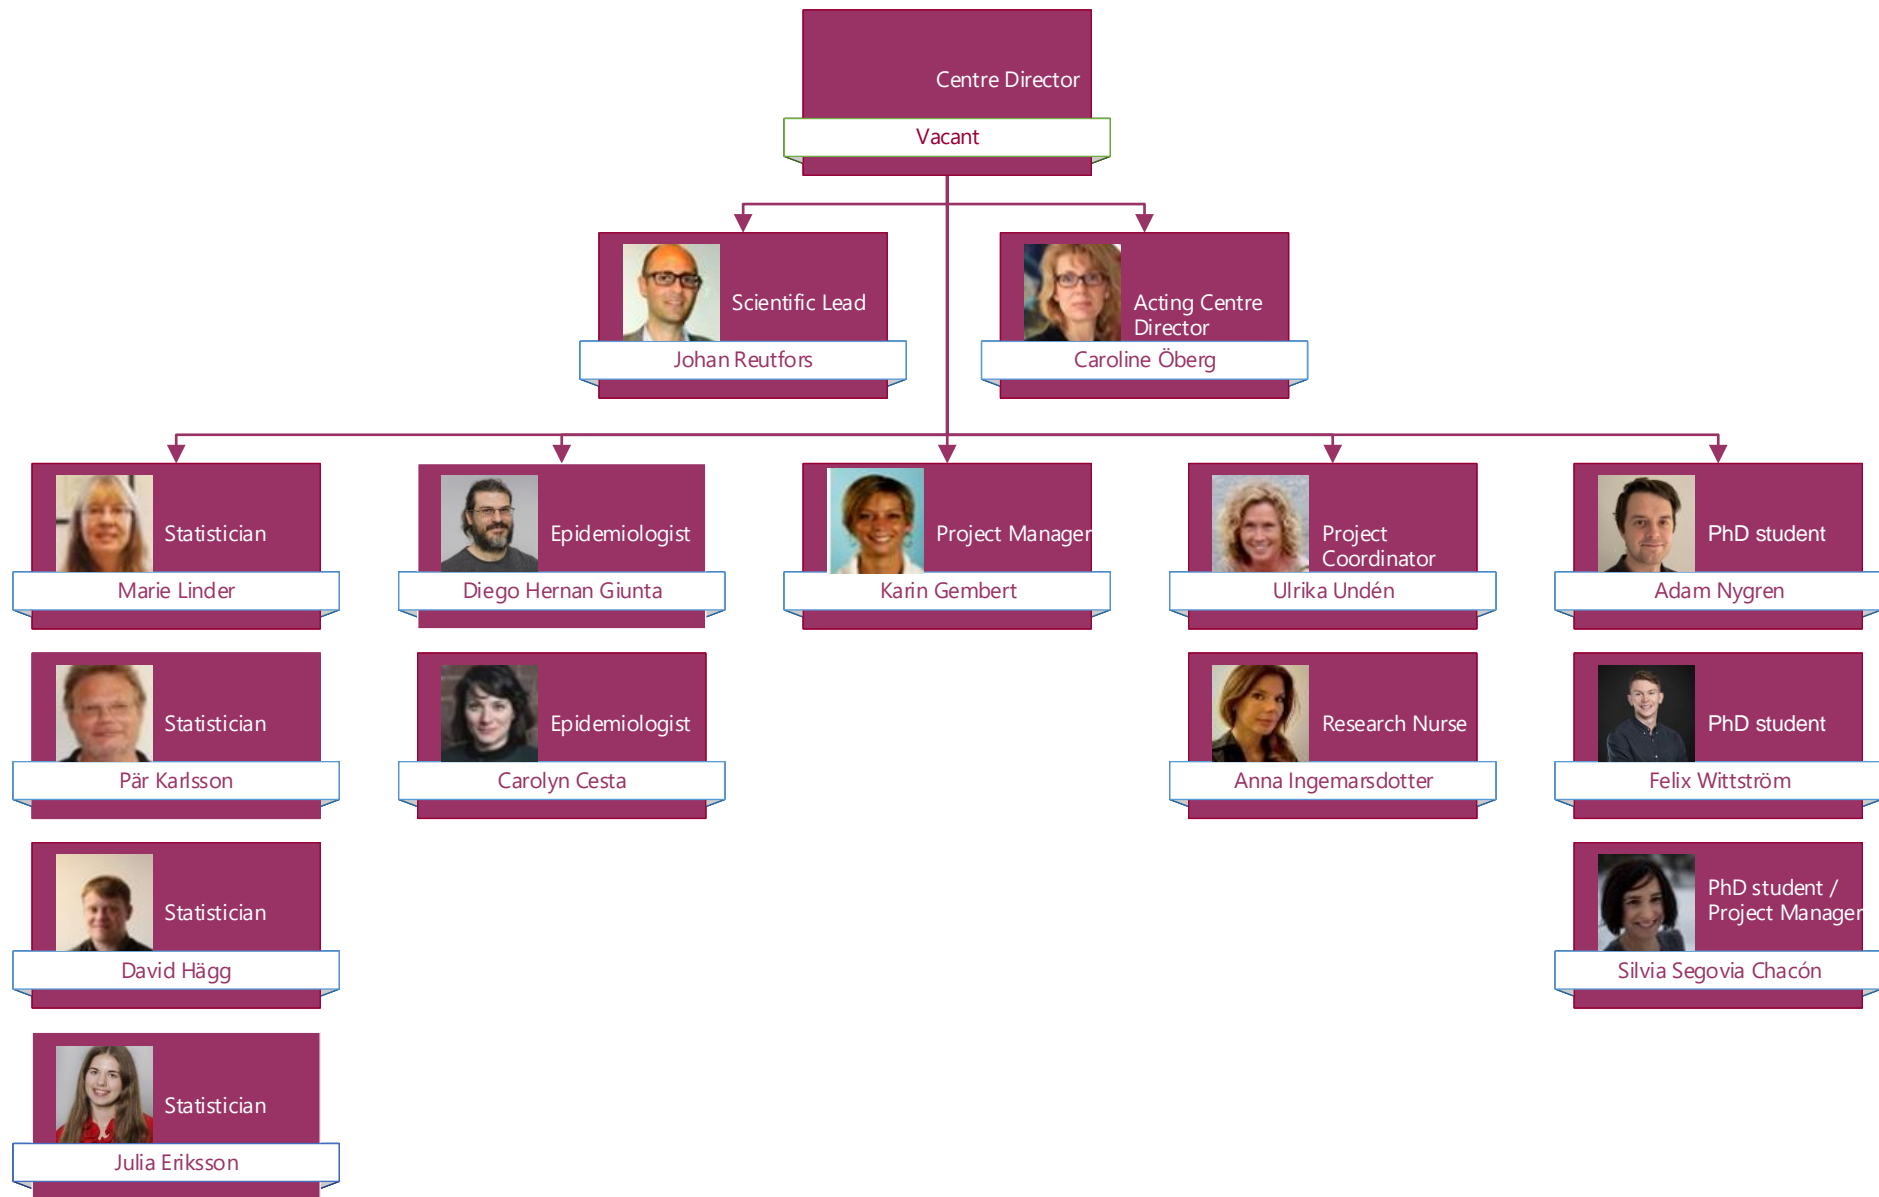 Centre Director
Vacant
Scientific Lead
Johan Reutfors
Acting Centre
Director
Caroline Öberg
Statistician
Marie Linder
Epidemiologist
Diego Hernan Giunta
Project Manager
Karin Gembert
Project
Coordinator
Ulrika Undén
PhD student
Adam Nygren
Statistician
Pär Karlsson
Epidemiologist
Carolyn Cesta
Research Nurse
Anna Ingemarsdotter
PhD student
Felix Wittström
Statistician
David Hägg
PhD student /
Project Manager
Silvia Segovia Chacón
Statistician
Julia Eriksson